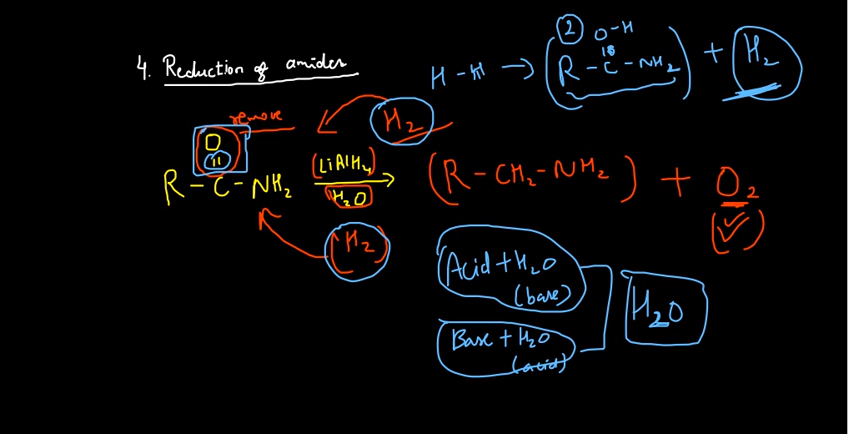 4. Reduction of amides
H-H → (R-C-NH2) + H2
2 O-H
remove
H2
O
R-C-NH2 LiAlH4 H2O → (R-CH2-NH2) + O2
H2
Acid+H2O
(base)
H2O
Base+H2O
(acid)